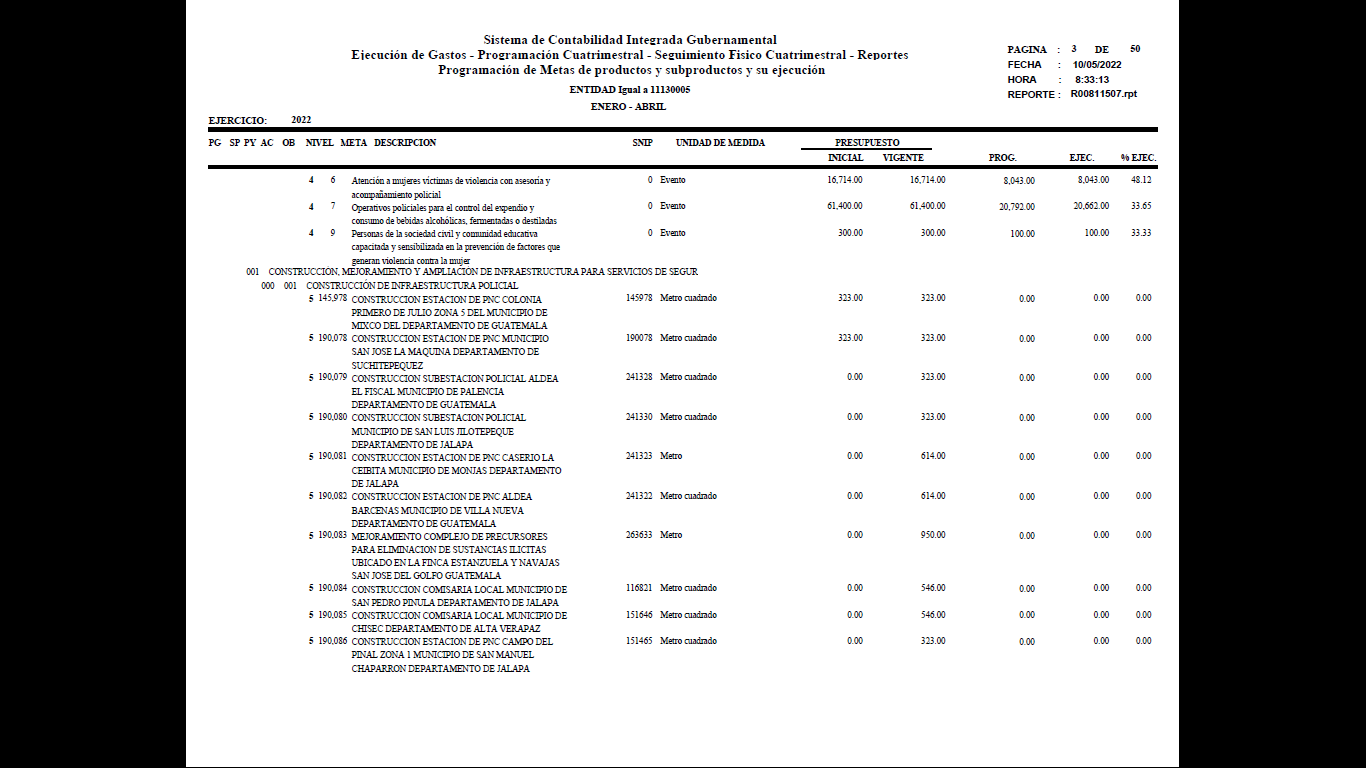 Sistema de Contabilidad Integrada Gubernamental
Ejecución de Gastos - Programación Cuatrimestral - Seguimiento Físico Cuatrimestral - Reportes
Programación de Metas de productos y subproductos y su ejecución
ENTIDAD Igual a 11130005
ENERO - ABRIL
PAGINA : 3 DE 50
FECHA : 10/05/2022
HORA : 8:33:13
REPORTE : R00811507.rpt
EJERCICIO: 2022
PG SP PY AC OB NIVEL META DESCRIPCION SNIP UNIDAD DE MEDIDA PRESUPUESTO
INICIAL VIGENTE PROG. EJEC. % EJEC.
4 6 Atención a mujeres víctimas de violencia con asesoría y 0 Evento 16,714.00 16,714.00 8,043.00 8,043.00 48.12
acompañamiento policial
4 7 Operativos policiales para el control del expendio y 0 Evento 61,400.00 61,400.00 20,792.00 20,662.00 33.65
consumo de bebidas alcohólicas, fermentadas o destiladas
4 9 Personas de la sociedad civil y comunidad educativa 0 Evento 300.00 300.00 100.00 100.00 33.33
capacitada y sensibilizada en la prevención de factores que
generan violencia contra la mujer
001 CONSTRUCCIÓN, MEJORAMIENTO Y AMPLIACIÓN DE INFRAESTRUCTURA PARA SERVICIOS DE SEGUR
000 001 CONSTRUCCIÓN DE INFRAESTRUCTURA POLICIAL
5 145,978 CONSTRUCCION ESTACION DE PNC COLONIA 145978 Metro cuadrado 323.00 323.00 0.00 0.00 0.00
PRIMERO DE JULIO ZONA 5 DEL MUNICIPIO DE
MIXCO DEL DEPARTAMENTO DE GUATEMALA
5 190,078 CONSTRUCCION ESTACION DE PNC MUNICIPIO 190078 Metro cuadrado 323.00 323.00 0.00 0.00 0.00
SAN JOSE LA MAQUINA DEPARTAMENTO DE
SUCHITEPEQUEZ
5 190,079 CONSTRUCCION SUBESTACION POLICIAL ALDEA 241328 Metro cuadrado 0.00 323.00 0.00 0.00 0.00
EL FISCAL MUNICIPIO DE PALENCIA
DEPARTAMENTO DE GUATEMALA
5 190,080 CONSTRUCCION SUBESTACION POLICIAL 241330 Metro cuadrado 0.00 323.00 0.00 0.00 0.00
MUNICIPIO DE SAN LUIS JILOTEPEQUE
DEPARTAMENTO DE JALAPA
5 190,081 CONSTRUCCION ESTACION DE PNC CASERIO LA 241323 Metro 0.00 614.00 0.00 0.00 0.00
CEIBITA MUNICIPIO DE MONJAS DEPARTAMENTO
DE JALAPA
5 190,082 CONSTRUCCION ESTACION DE PNC ALDEA 241322 Metro cuadrado 0.00 614.00 0.00 0.00 0.00
BARCENAS MUNICIPIO DE VILLA NUEVA
DEPARTAMENTO DE GUATEMALA
5 190,083 MEJORAMIENTO COMPLEJO DE PRECURSORES 263633 Metro 0.00 950.00 0.00 0.00 0.00
PARA ELIMINACION DE SUSTANCIAS ILICITAS
UBICADO EN LA FINCA ESTANZUELA Y NAVAJAS
SAN JOSE DEL GOLFO GUATEMALA
5 190,084 CONSTRUCCION COMISARIA LOCAL MUNICIPIO DE 116821 Metro cuadrado 0.00 546.00 0.00 0.00 0.00
SAN PEDRO PINULA DEPARTAMENTO DE JALAPA
5 190,085 CONSTRUCCION COMISARIA LOCAL MUNICIPIO DE 151646 Metro cuadrado 0.00 546.00 0.00 0.00 0.00
CHISEC DEPARTAMENTO DE ALTA VERAPAZ
5 190,086 CONSTRUCCION ESTACION DE PNC CAMPO DEL 151465 Metro cuadrado 0.00 323.00 0.00 0.00 0.00
PINAL ZONA 1 MUNICIPIO DE SAN MANUEL
CHAPARRON DEPARTAMENTO DE JALAPA